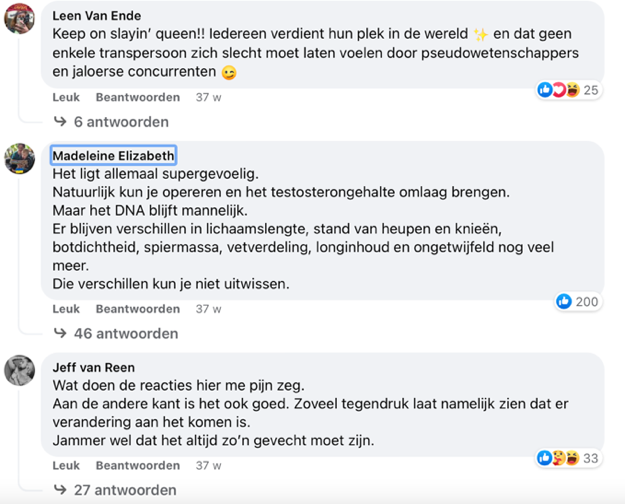 Leen Van Ende
Keep on slayin' queen!! Iedereen verdient hun plek in de wereld ✨ en dat geen
enkele transpersoon zich slecht moet laten voelen door pseudowetenschappers
en jaloerse concurrenten 😉
Leuk Beantwoorden 37 w 25
6 antwoorden
Madeleine Elizabeth
Het ligt allemaal supergevoelig.
Natuurlijk kun je opereren en het testosterongehalte omlaag brengen.
Maar het DNA blijft mannelijk.
Er blijven verschillen in lichaamslengte, stand van heupen en knieën,
botdichtheid, spiermassa, vetverdeling, longinhoud en ongetwijfeld nog veel
meer.
Die verschillen kun je niet uitwissen.
Leuk Beantwoorden 37 w 200
46 antwoorden
Jeff van Reen
Wat doen de reacties hier me pijn zeg.
Aan de andere kant is het ook goed. Zoveel tegendruk laat namelijk zien dat er
verandering aan het komen is.
Jammer wel dat het altijd zo'n gevecht moet zijn.
Leuk Beantwoorden 37 w 33
27 antwoorden